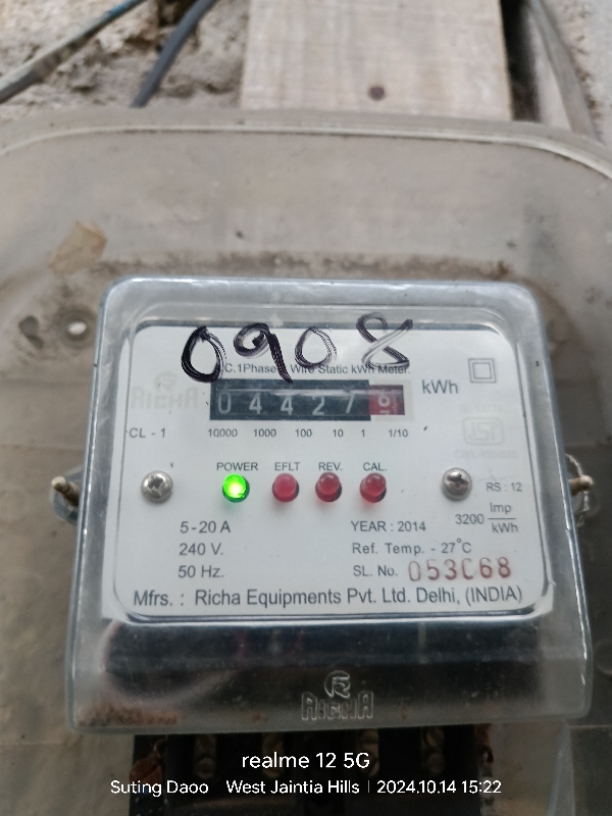 0908
A.C.1Phase 2 Wire Static kWh Meter.
RICHA
04427
kWh
CL - 1
10000 1000 100 10 1 1/10
POWER EFLT REV. CAL.
RS : 12
5-20 A
YEAR : 2014
3200 Imp/kWh
240 V.
Ref. Temp. - 27°C
50 Hz.
SL. No. 053C68
Mfrs. : Richa Equipments Pvt. Ltd. Delhi, (INDIA)
RICHA
realme 12 5G
Suting Daoo West Jaintia Hills | 2024.10.14 15:22